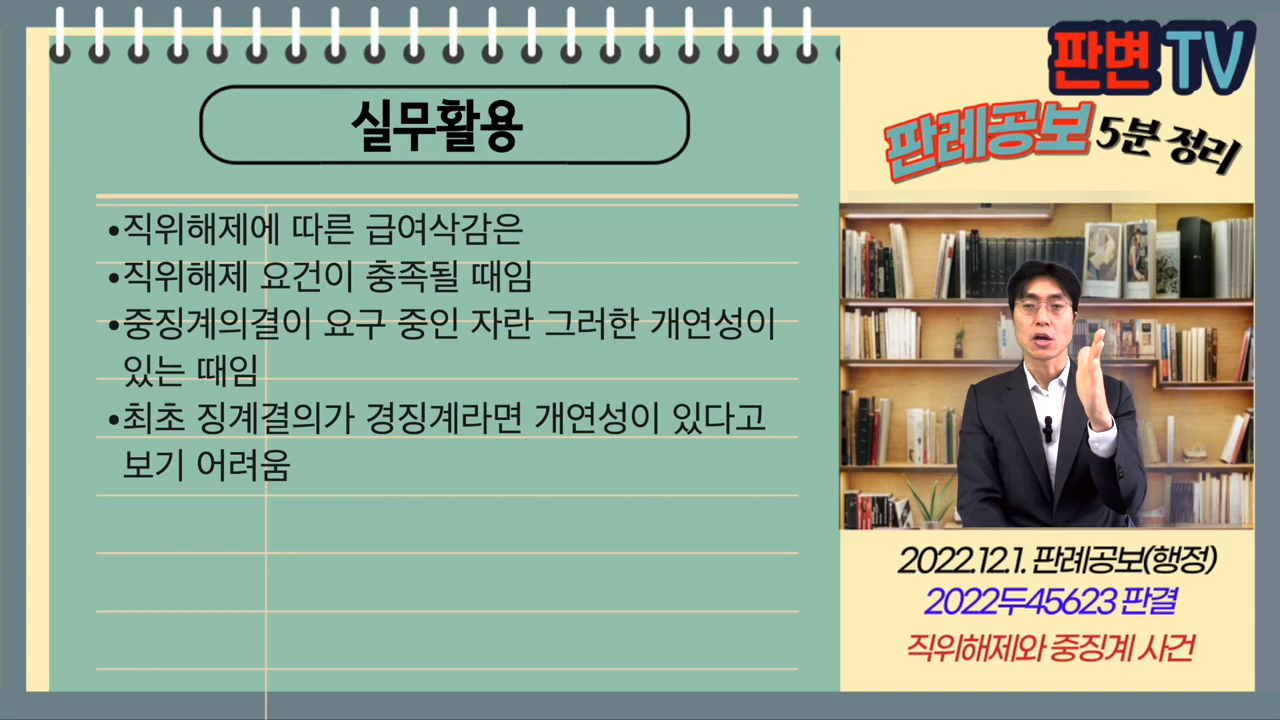 실무활용
•직위해제에 따른 급여삭감은
•직위해제 요건이 충족될 때임
•중징계의결이 요구 중인 자란 그러한 개연성이
있는 때임
•최초 징계결의가 경징계라면 개연성이 있다고
보기 어려움
판변 TV
판례공보 5분 정리
2022.12.1. 판례공보(행정)
2022두45623 판결
직위해제와 중징계 사건